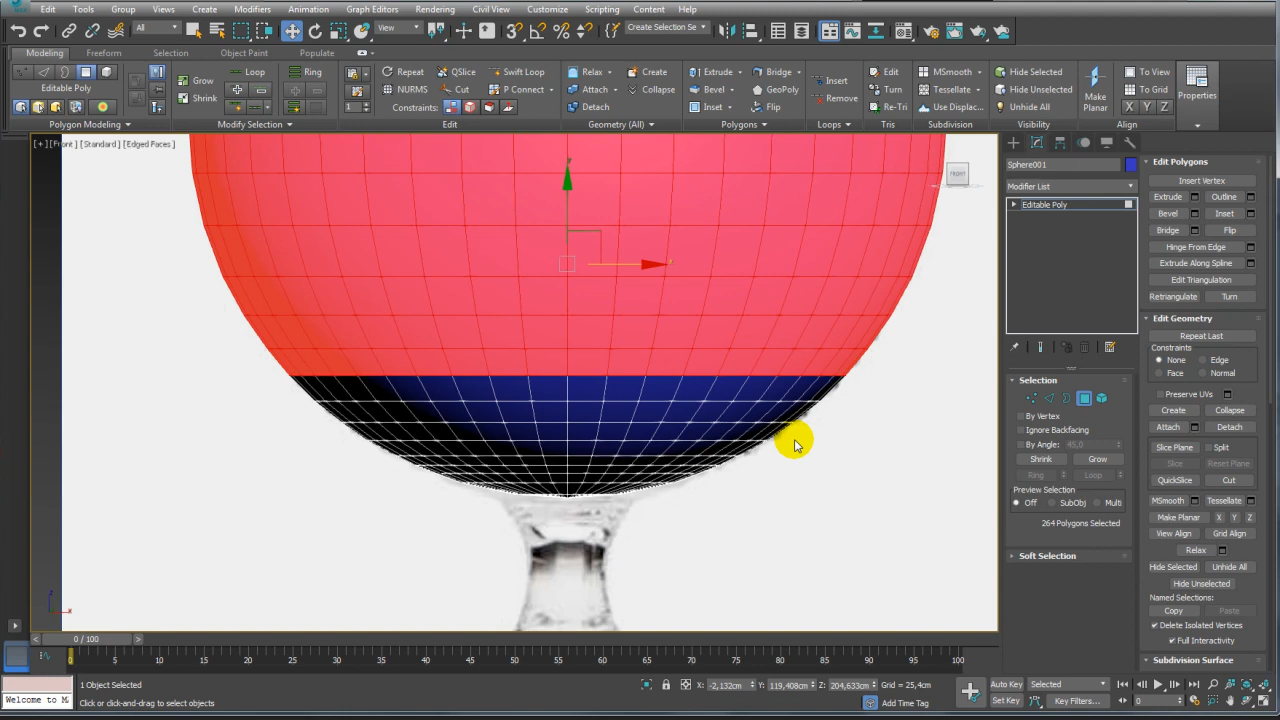 Edit Tools Group Views Create Modifiers Animation Graph Editors Rendering Civil View Customize Scripting Content Help
All View Create Selection Se
Modeling Freeform Selection Object Paint Populate
Editable Poly
Grow Loop Ring
Shrink
1
Repeat QSlice Swift Loop
NURMS Cut P Connect
Constraints:
Relax Create
Attach Collapse
Detach
Extrude Bridge
Bevel GeoPoly
Inset Flip
Insert
Remove
Edit
Turn
Re-Tri
MSmooth
Tessellate
Use Displac...
Hide Selected
Hide Unselected
Unhide All
Make Planar
To View
To Grid
X Y Z
Properties
Polygon Modeling Modify Selection Edit Geometry (All) Polygons Loops Tris Subdivision Visibility Align
[+] [Front] [Standard] [Edged Faces]
FRONT
Sphere001
Modifier List
Editable Poly
Selection
By Vertex
Ignore Backfacing
By Angle: 45,0
Shrink Grow
Ring Loop
Preview Selection
Off SubObj Multi
264 Polygons Selected
Soft Selection
Edit Polygons
Insert Vertex
Extrude Outline
Bevel Inset
Bridge Flip
Hinge From Edge
Extrude Along Spline
Edit Triangulation
Retriangulate Turn
Edit Geometry
Repeat Last
Constraints
None Edge
Face Normal
Preserve UVs
Create Collapse
Attach Detach
Slice Plane Split
Slice Reset Plane
QuickSlice Cut
MSmooth Tessellate
Make Planar X Y Z
View Align Grid Align
Relax
Hide Selected Unhide All
Hide Unselected
Named Selections:
Copy Paste
Delete Isolated Vertices
Full Interactivity
Subdivision Surface
0 / 100
0 5 10 15 20 25 30 35 40 45 50 55 60 65 70 75 80 85 90 95 100
1 Object Selected X: -2,132cm Y: 119,408cm Z: 204,633cm Grid = 25,4cm Auto Key Selected
Welcome to M Click or click-and-drag to select objects Add Time Tag Set Key Key Filters... 0